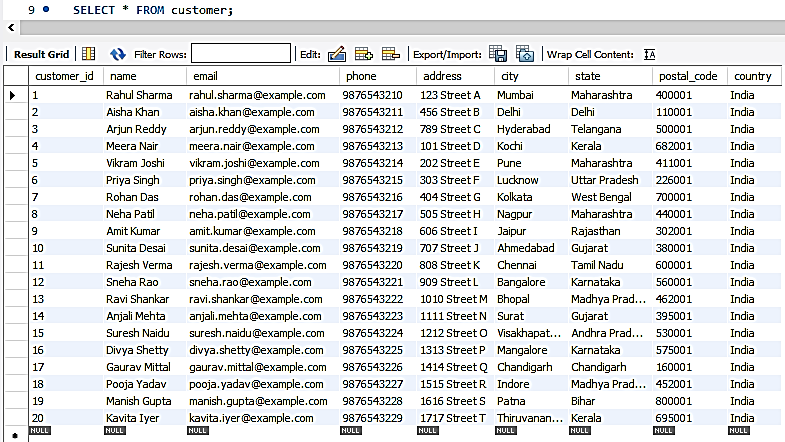 9 SELECT * FROM customer;
Result Grid Filter Rows: Edit: Export/Import: Wrap Cell Content: IA
customer_id name email phone address city state postal_code country
1 Rahul Sharma rahul.sharma@example.com 9876543210 123 Street A Mumbai Maharashtra 400001 India
2 Aisha Khan aisha.khan@example.com 9876543211 456 Street B Delhi Delhi 110001 India
3 Arjun Reddy arjun.reddy@example.com 9876543212 789 Street C Hyderabad Telangana 500001 India
4 Meera Nair meera.nair@example.com 9876543213 101 Street D Kochi Kerala 682001 India
5 Vikram Joshi vikram.joshi@example.com 9876543214 202 Street E Pune Maharashtra 411001 India
6 Priya Singh priya.singh@example.com 9876543215 303 Street F Lucknow Uttar Pradesh 226001 India
7 Rohan Das rohan.das@example.com 9876543216 404 Street G Kolkata West Bengal 700001 India
8 Neha Patil neha.patil@example.com 9876543217 505 Street H Nagpur Maharashtra 440001 India
9 Amit Kumar amit.kumar@example.com 9876543218 606 Street I Jaipur Rajasthan 302001 India
10 Sunita Desai sunita.desai@example.com 9876543219 707 Street J Ahmedabad Gujarat 380001 India
11 Rajesh Verma rajesh.verma@example.com 9876543220 808 Street K Chennai Tamil Nadu 600001 India
12 Sneha Rao sneha.rao@example.com 9876543221 909 Street L Bangalore Karnataka 560001 India
13 Ravi Shankar ravi.shankar@example.com 9876543222 1010 Street M Bhopal Madhya Prad... 462001 India
14 Anjali Mehta anjali.mehta@example.com 9876543223 1111 Street N Surat Gujarat 395001 India
15 Suresh Naidu suresh.naidu@example.com 9876543224 1212 Street O Visakhapat... Andhra Prad... 530001 India
16 Divya Shetty divya.shetty@example.com 9876543225 1313 Street P Mangalore Karnataka 575001 India
17 Gaurav Mittal gaurav.mittal@example.com 9876543226 1414 Street Q Chandigarh Chandigarh 160001 India
18 Pooja Yadav pooja.yadav@example.com 9876543227 1515 Street R Indore Madhya Prad... 452001 India
19 Manish Gupta manish.gupta@example.com 9876543228 1616 Street S Patna Bihar 800001 India
20 Kavita Iyer kavita.iyer@example.com 9876543229 1717 Street T Thiruvanan... Kerala 695001 India
NULL NULL NULL NULL NULL NULL NULL NULL NULL